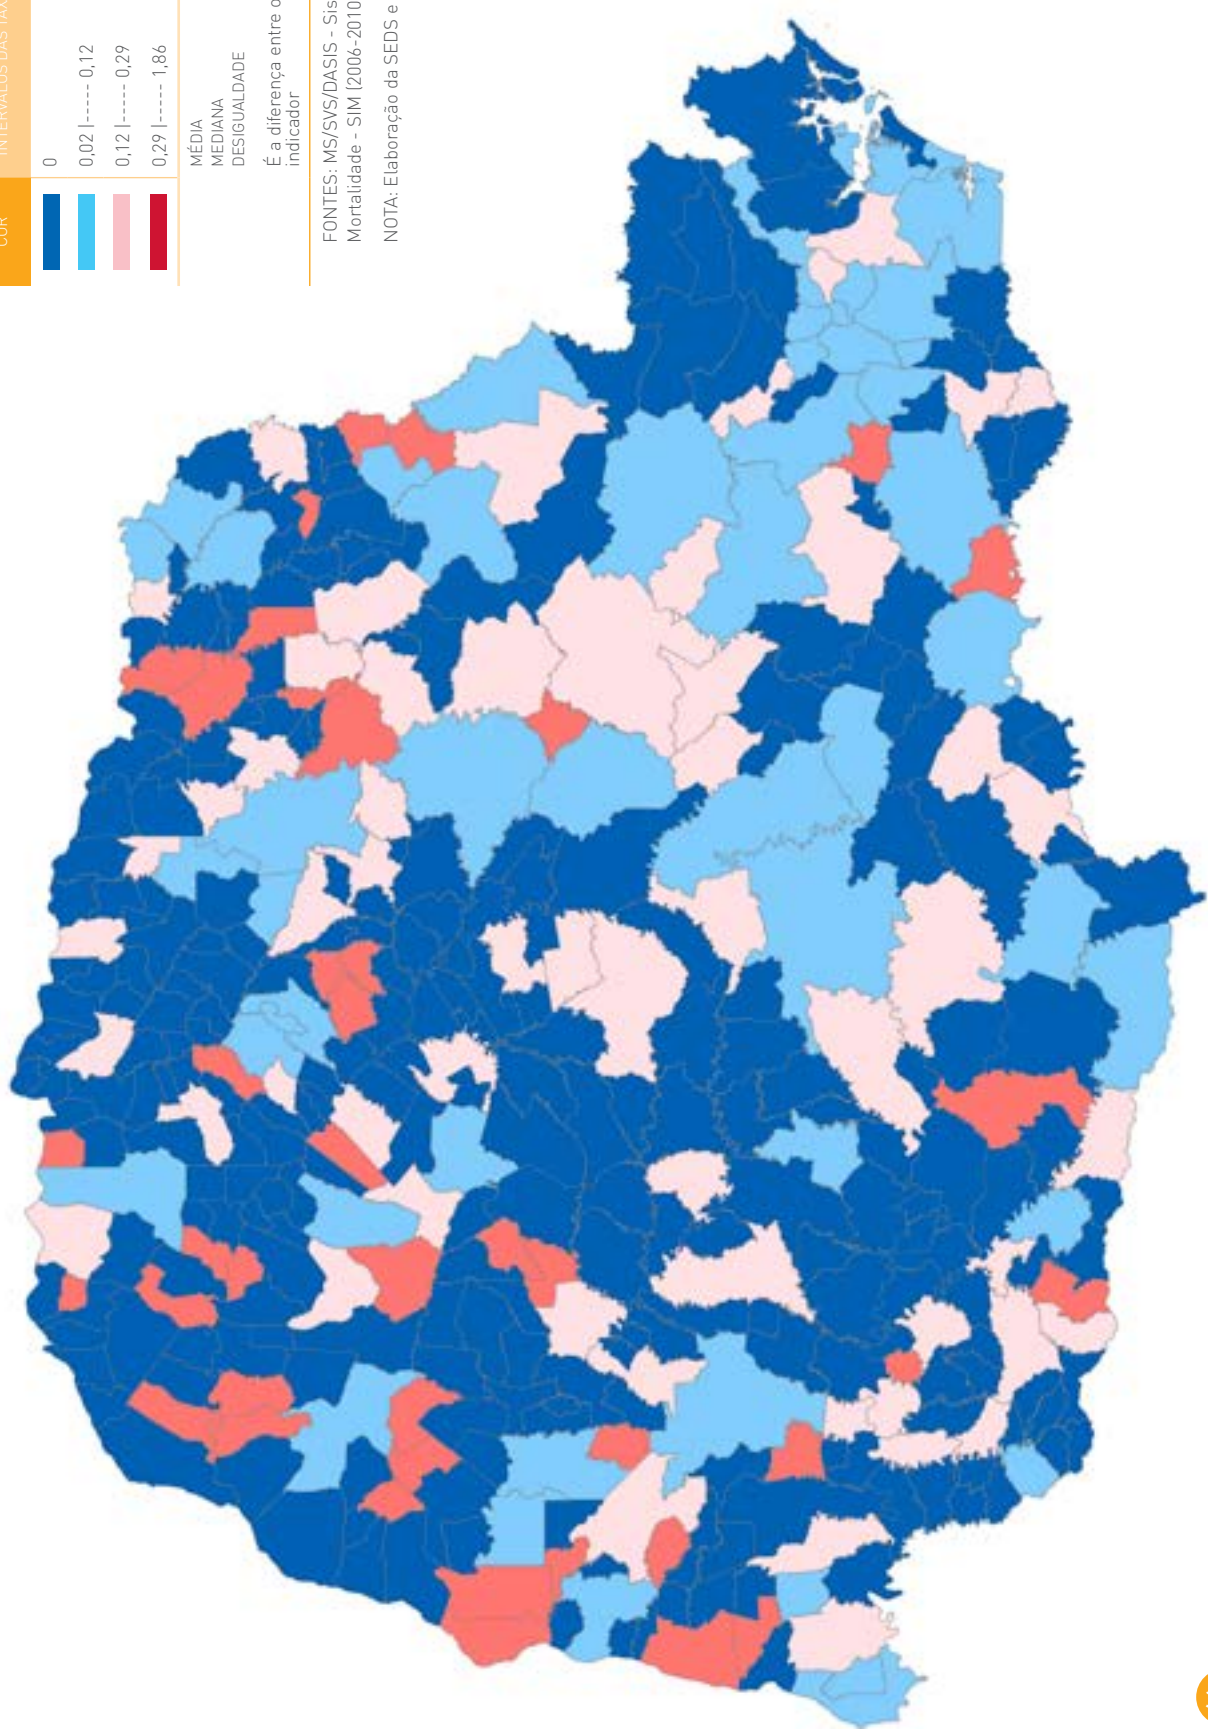 COR
INTERVALOS DAS
0
0,02 |----- 0,12
0,12 |----- 0,29
0,29 |----- 1,86
MÉDIA
MEDIANA
DESIGUALDADE
É a diferença entre o
indicador
FONTES: MS/SVS/DASIS - Sis
Mortalidade - SIM (2006-2010
NOTA: Elaboração da SEDS e